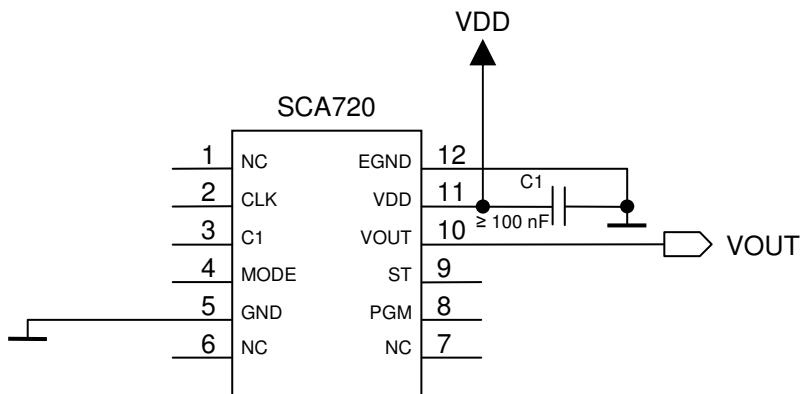 VDD
SCA720
1 NC EGND 12
2 CLK VDD 11 C1
≥ 100 nF
3 C1 VOUT 10 VOUT
4 MODE ST 9
5 GND PGM 8
6 NC NC 7